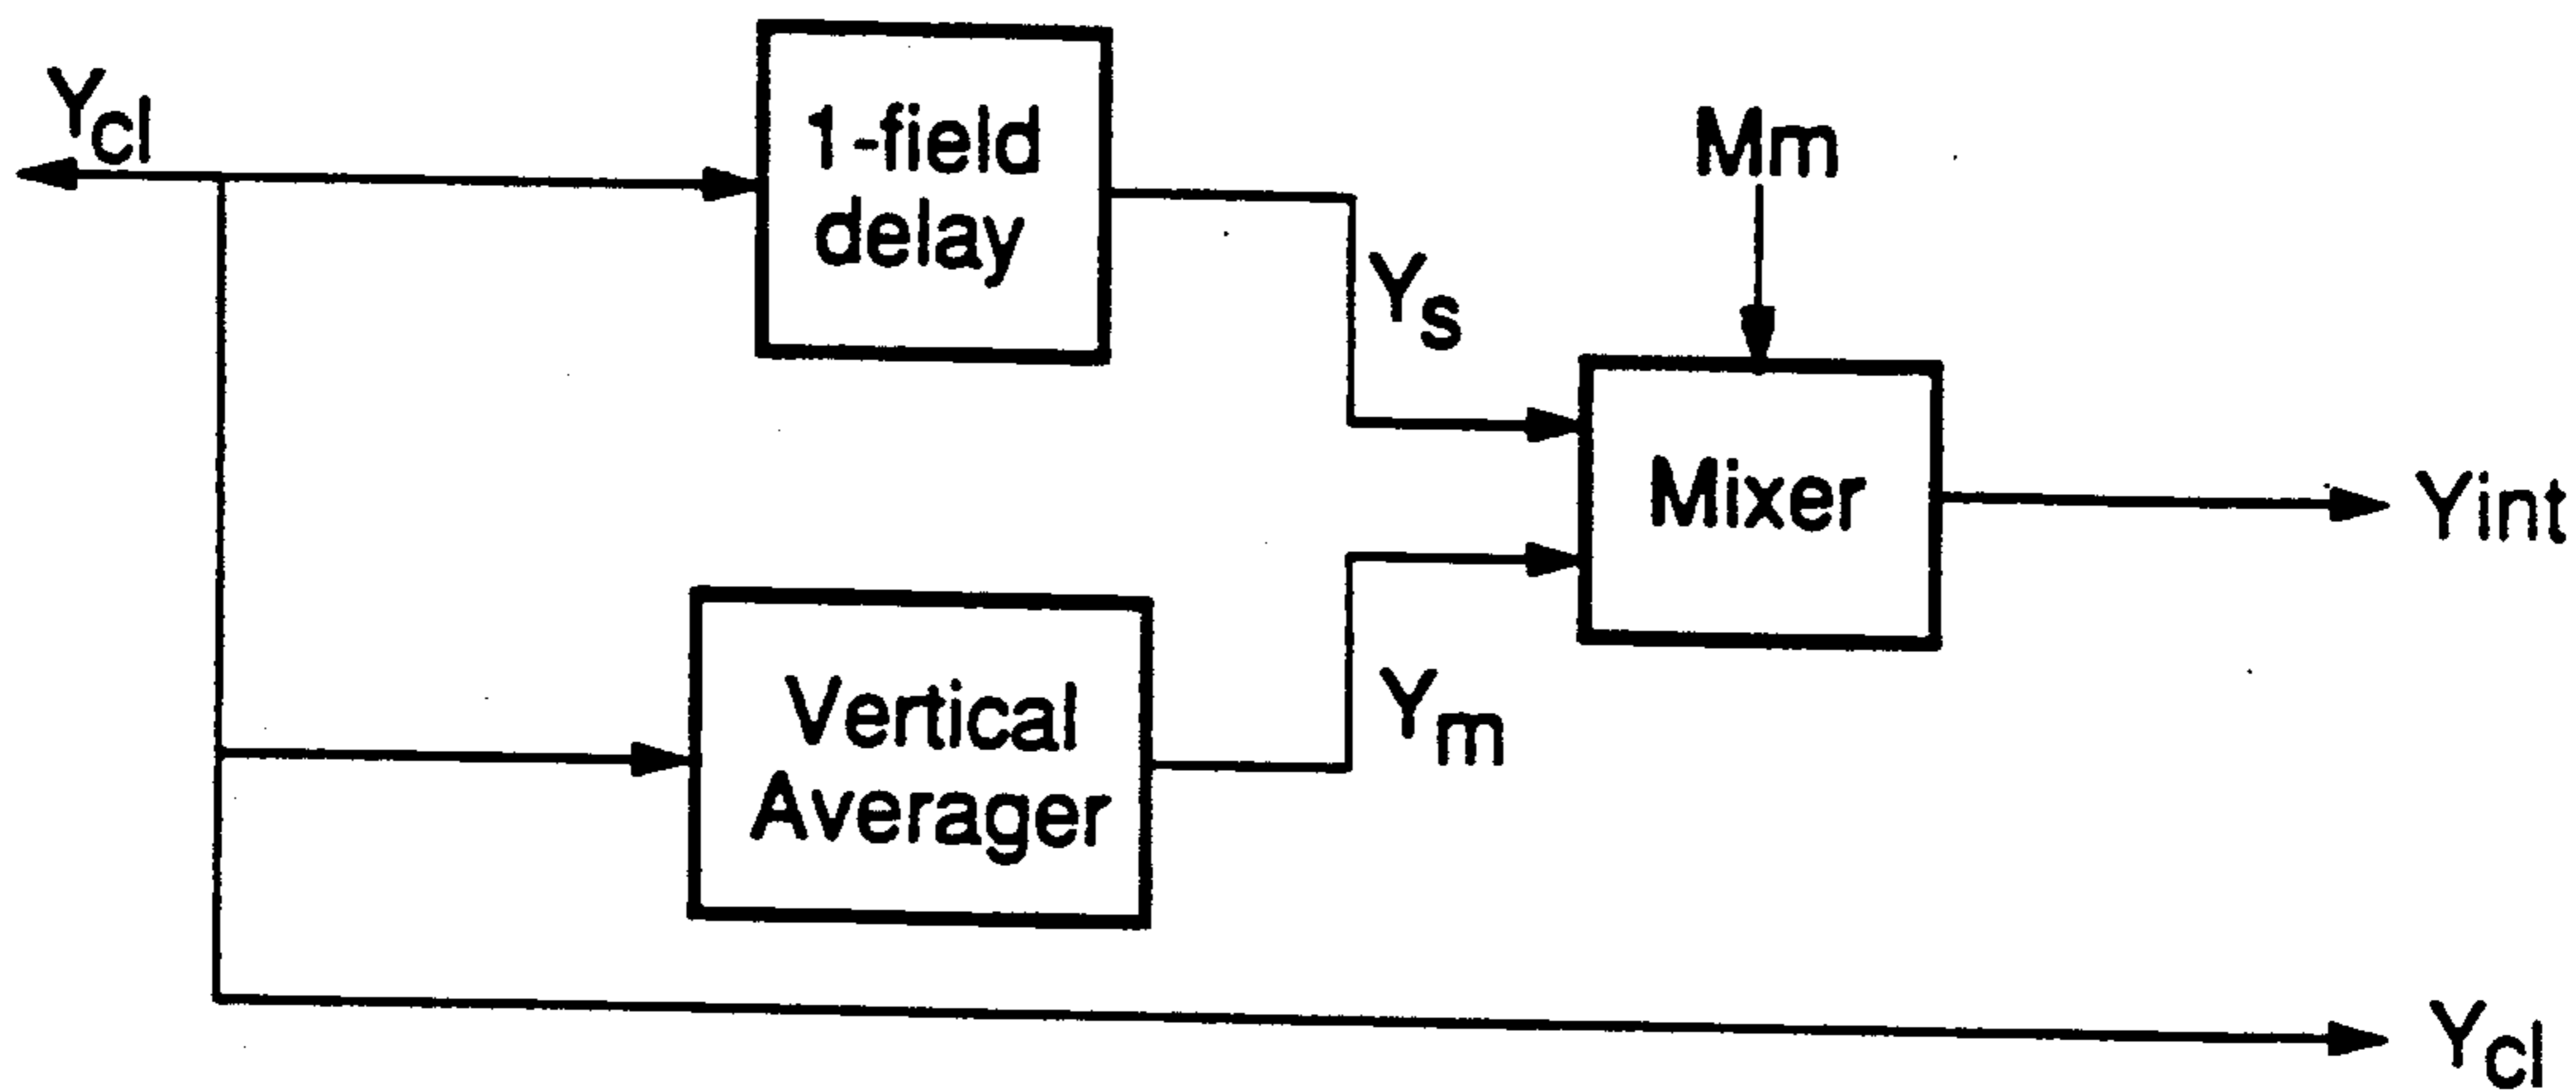 Ycl
1-field
delay
Mm
Ys
Mixer
Yint
Vertical
Averager
Ym
Ycl